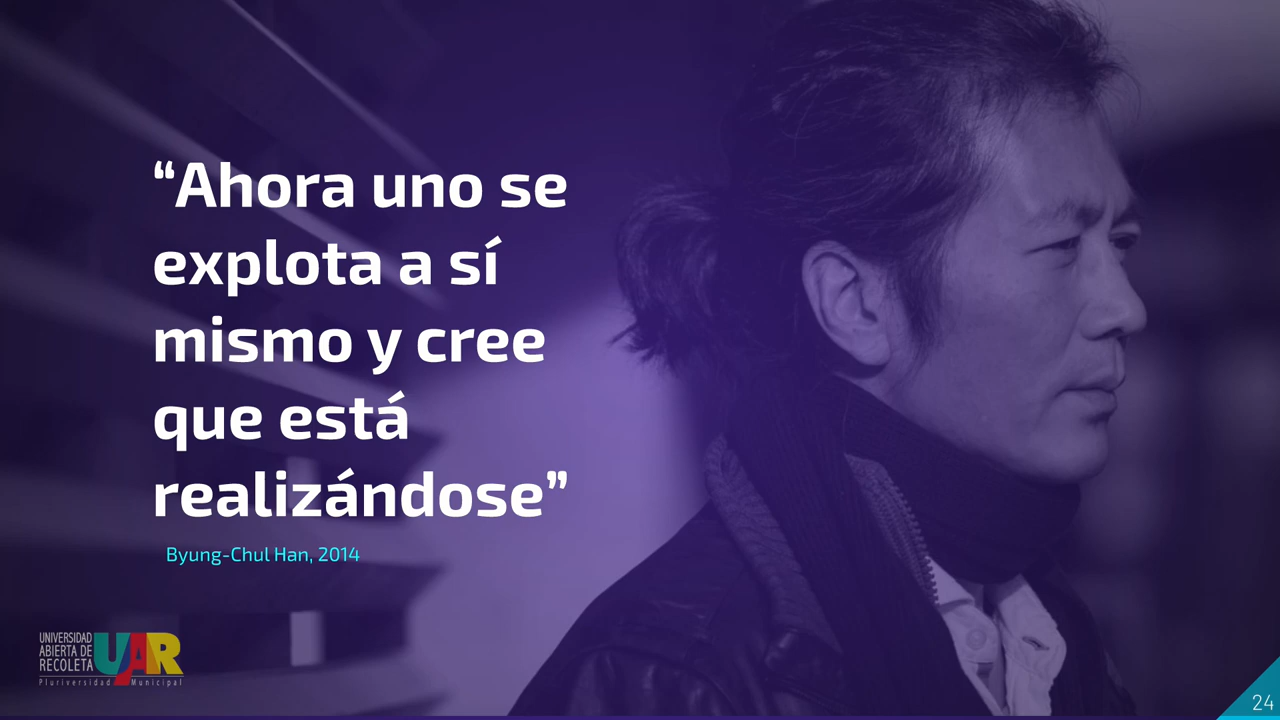 “Ahora uno se
explota a sí
mismo y cree
que está
realizándose”
Byung-Chul Han, 2014
UNIVERSIDAD
ABIERTA DE
RECOLETA
UAR
Pluriversidad Municipal
24